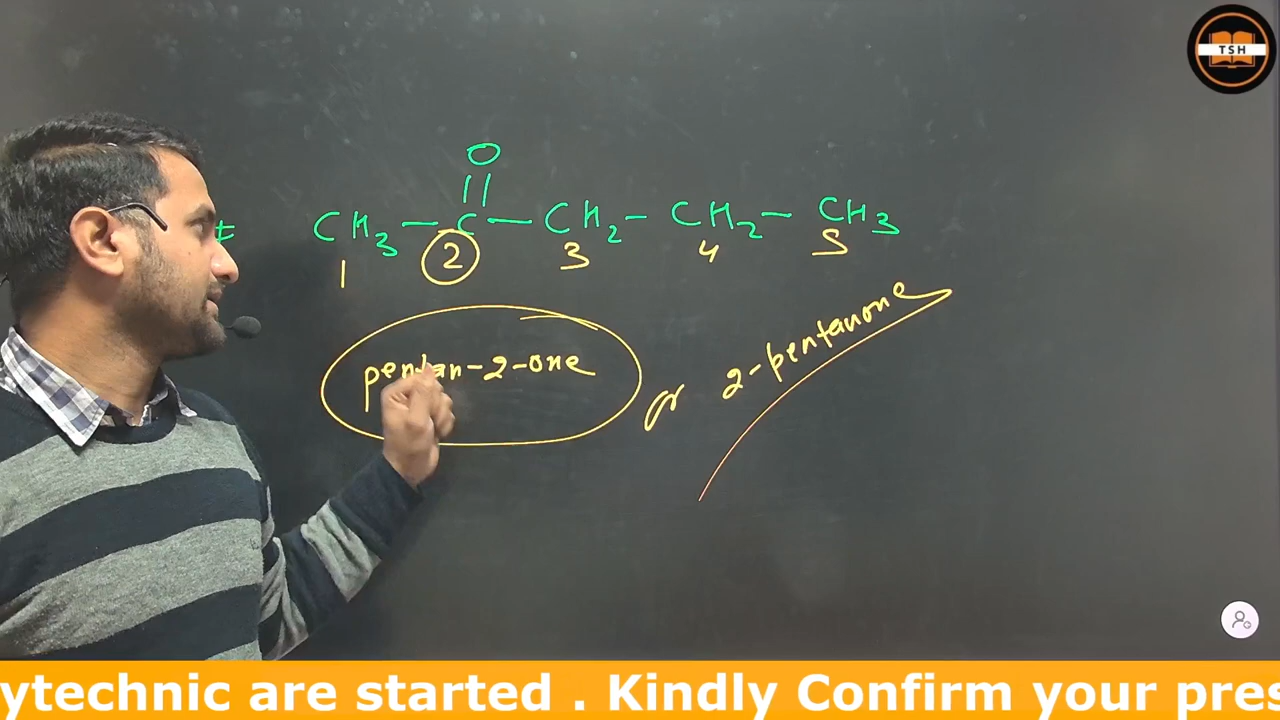 TSH
O
||
CH3 — C — CH2 — CH2 — CH3
1 2 3 4 5
pentan-2-one or 2-pentanone
ytechnic are started . Kindly Confirm your pres